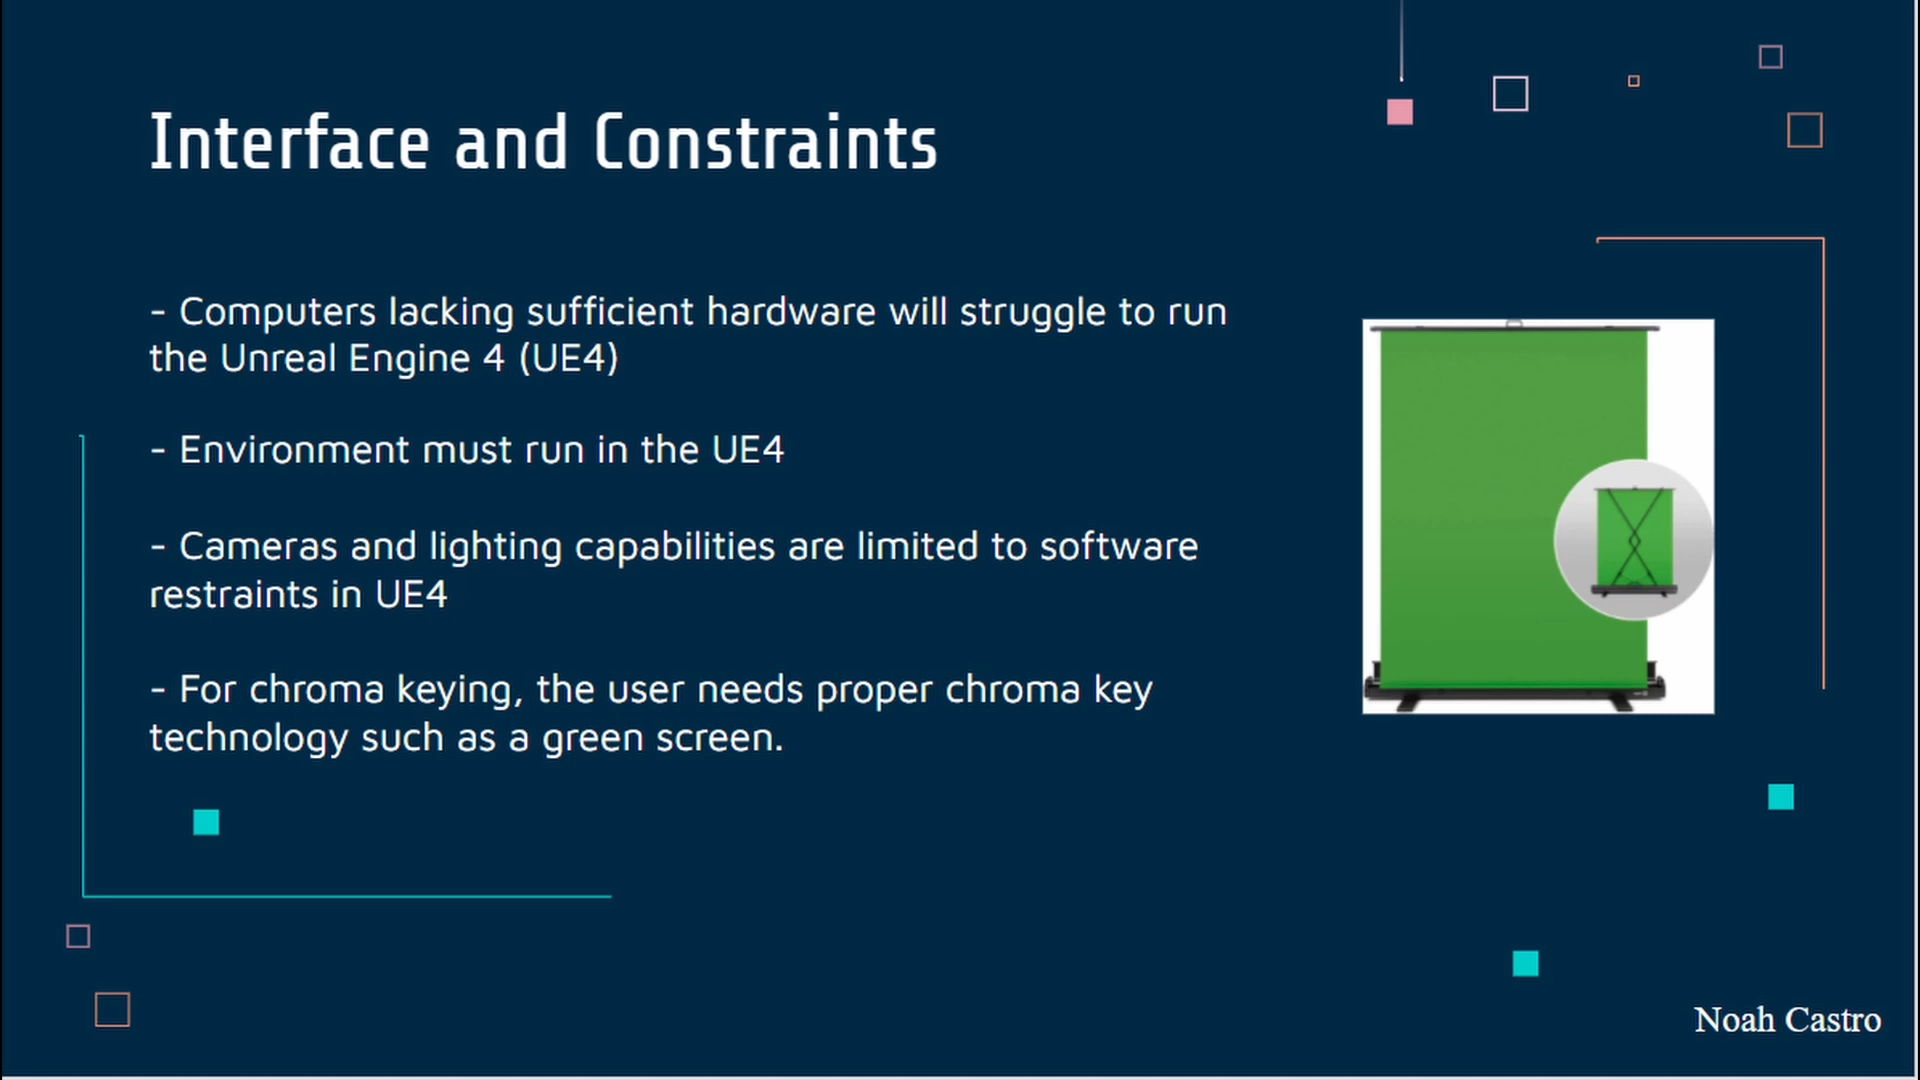 Interface and Constraints
- Computers lacking sufficient hardware will struggle to run
the Unreal Engine 4 (UE4)
- Environment must run in the UE4
- Cameras and lighting capabilities are limited to software
restraints in UE4
- For chroma keying, the user needs proper chroma key
technology such as a green screen.
Noah Castro